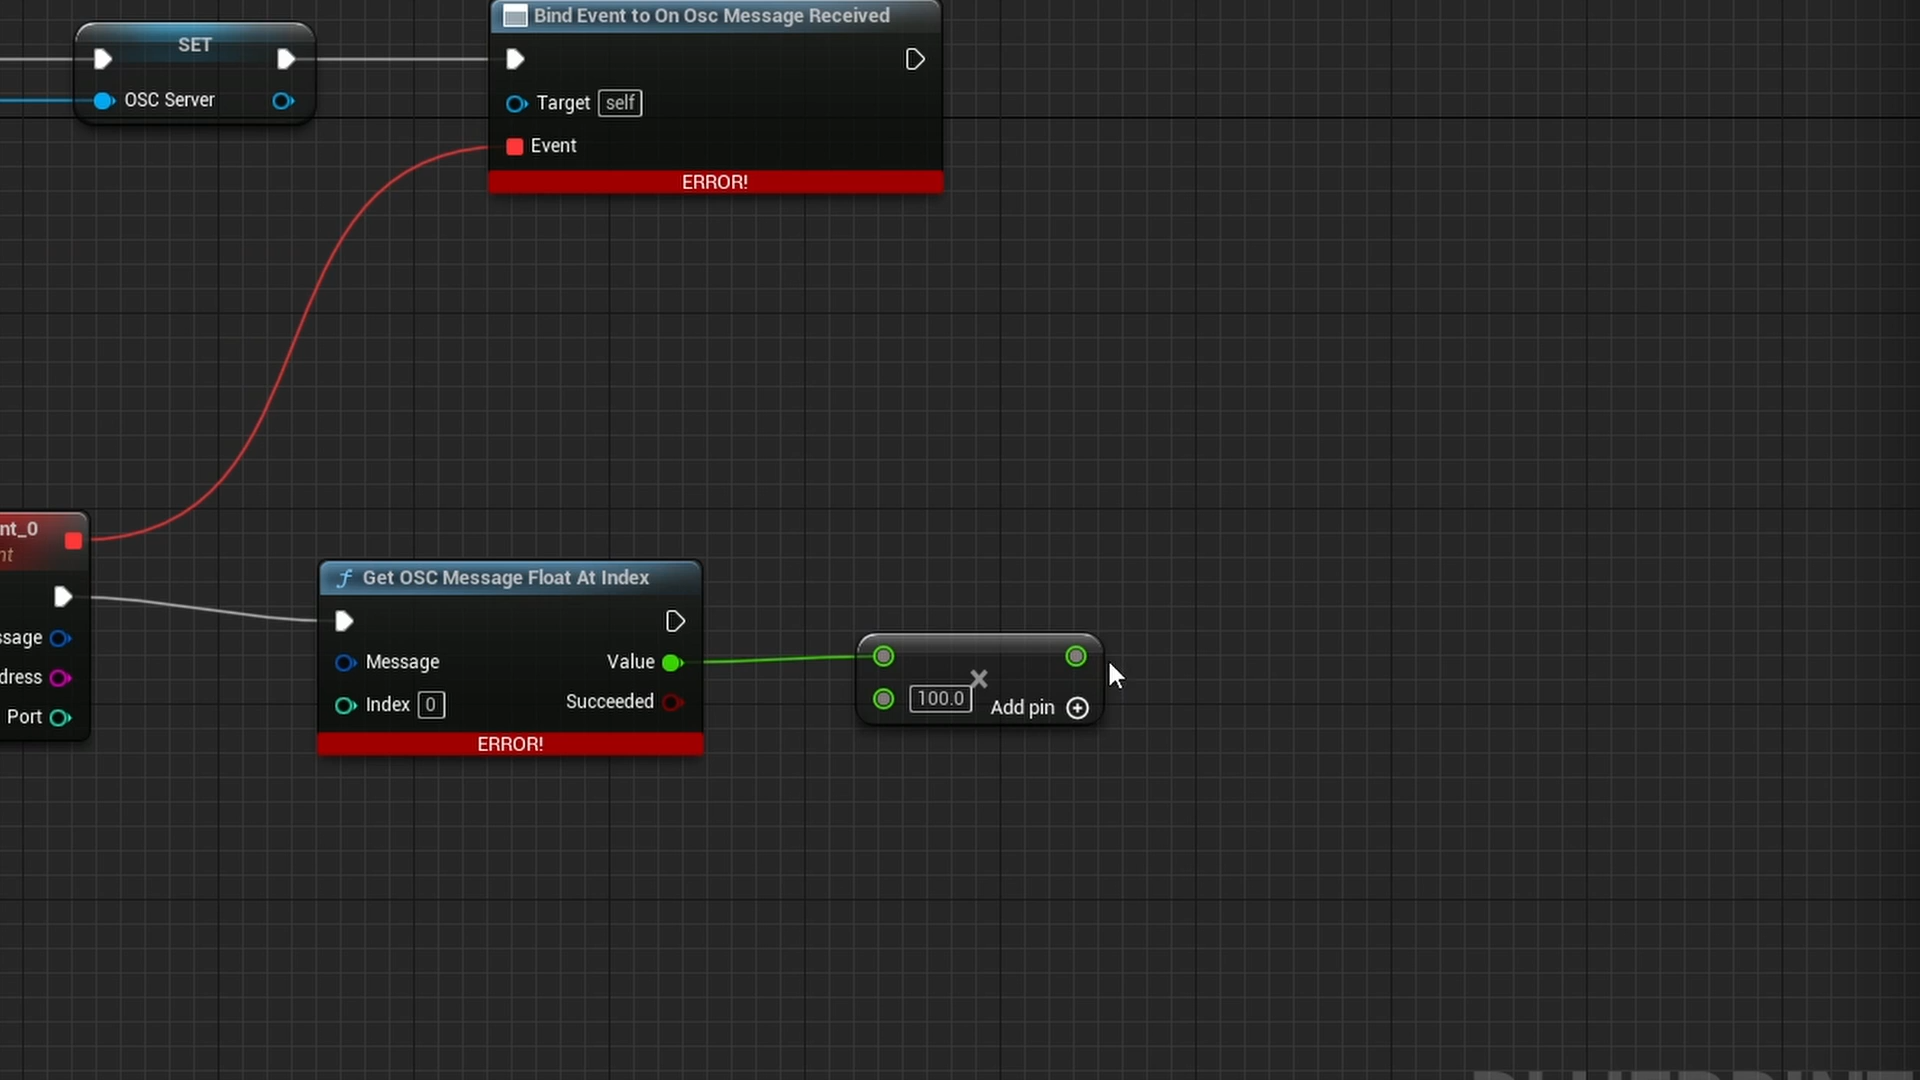 SET
OSC Server
Bind Event to On Osc Message Received
Target self
Event
ERROR!
nt_0
nt
ssage
dress
Port
Get OSC Message Float At Index
Message
Value
Index 0
Succeeded
ERROR!
100.0
Add pin